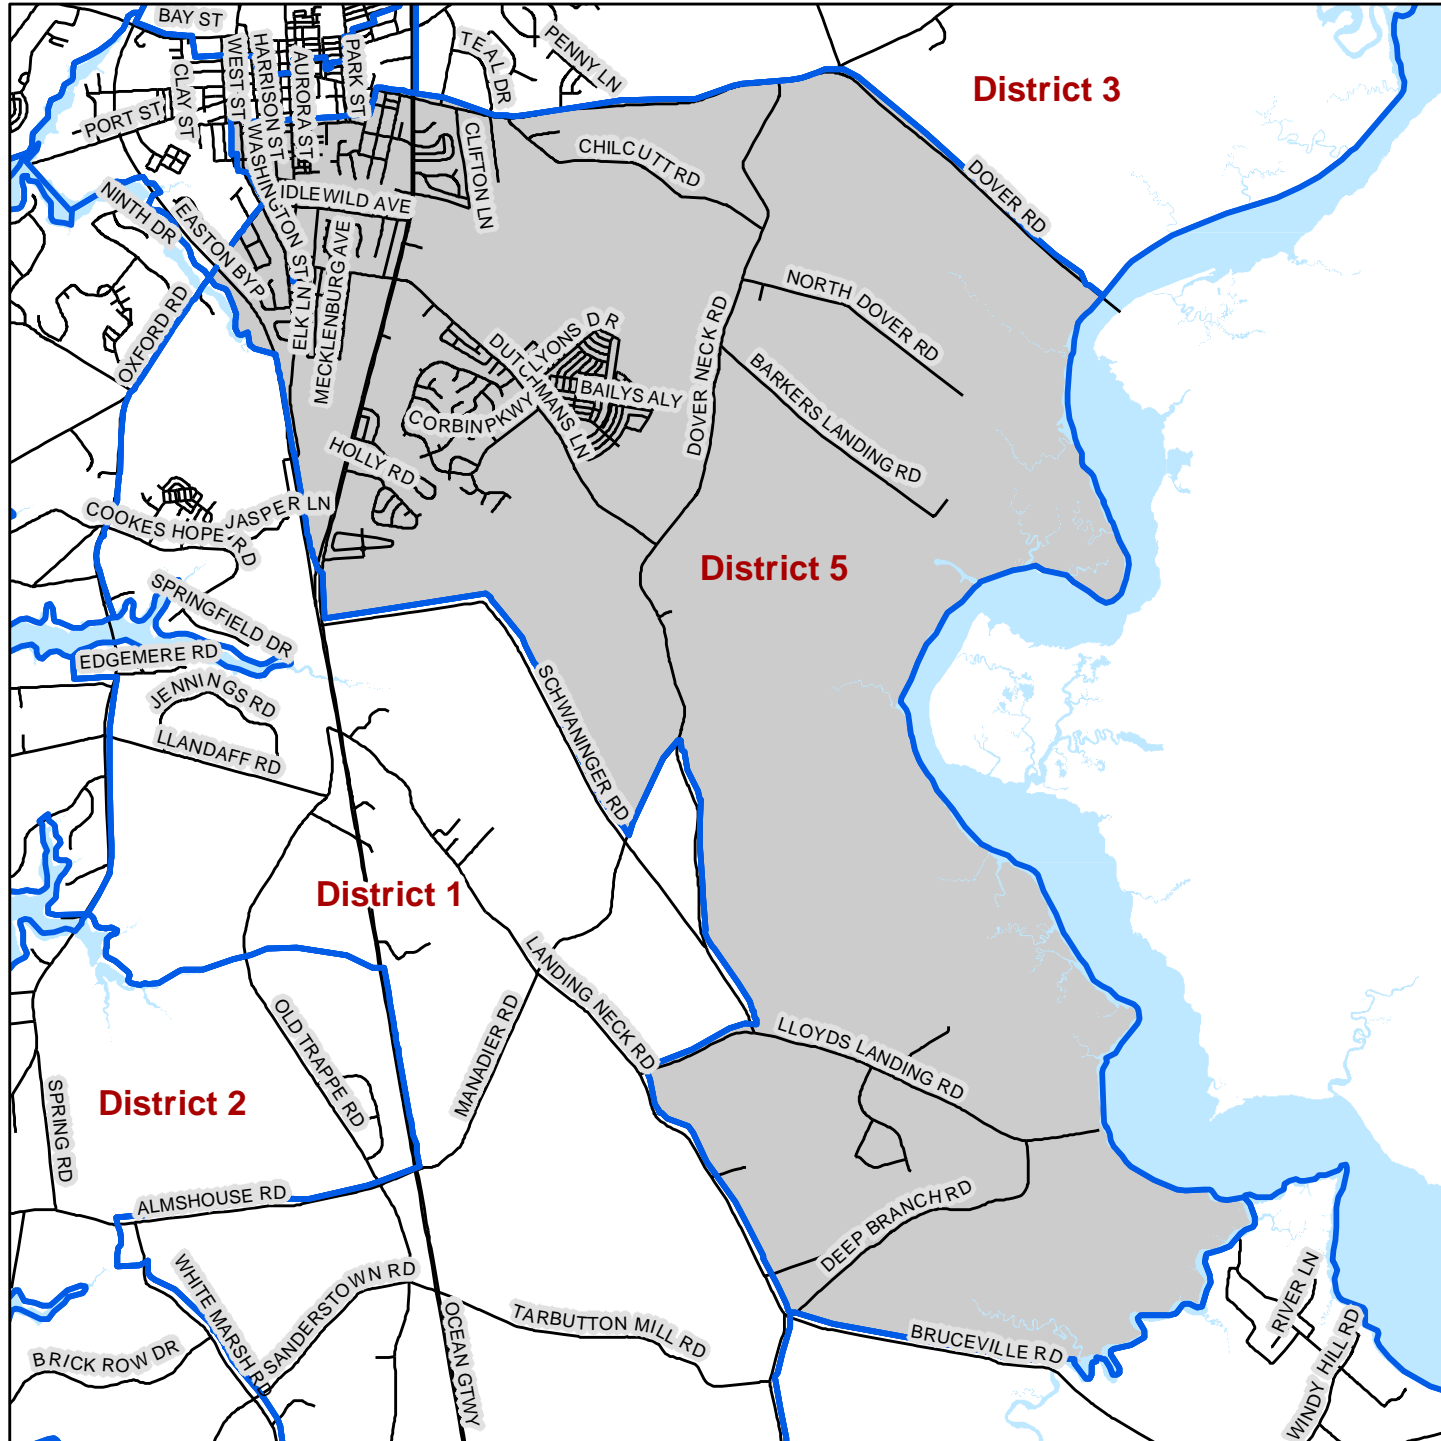 BAY ST
TEAL DR
PENNY LN
WEST ST
HARRISON ST
AURORA ST
PARK ST
CLAY ST
PORT ST
District 3
WASHINGTON ST
CLIFTON LN
CHILCUTT RD
DOVER RD
IDLEWILD AVE
NINTH DR
EASTON BYP
ELK LN
MECKLENBURG AVE
OXFORD RD
NORTH DOVER RD
DOVER NECK RD
LYONS DR
DUTCHMANS LN
BAILYS ALY
CORBIN PKWY
BARKERS LANDING RD
HOLLY RD
JASPER LN
COOKES HOPE RD
District 5
SPRINGFIELD DR
EDGEMERE RD
JENNINGS RD
LLANDAFF RD
SCHWANINGER RD
District 1
LANDING NECK RD
OLD TRAPPE RD
MANADIER RD
LLOYDS LANDING RD
District 2
SPRING RD
ALMSHOUSE RD
DEEP BRANCH RD
WHITE MARSH RD
SANDERSTOWN RD
OCEAN GTWY
TARBUTTON MILL RD
BRUCEVILLE RD
RIVER LN
WINDY HILL RD
BRICK ROW DR